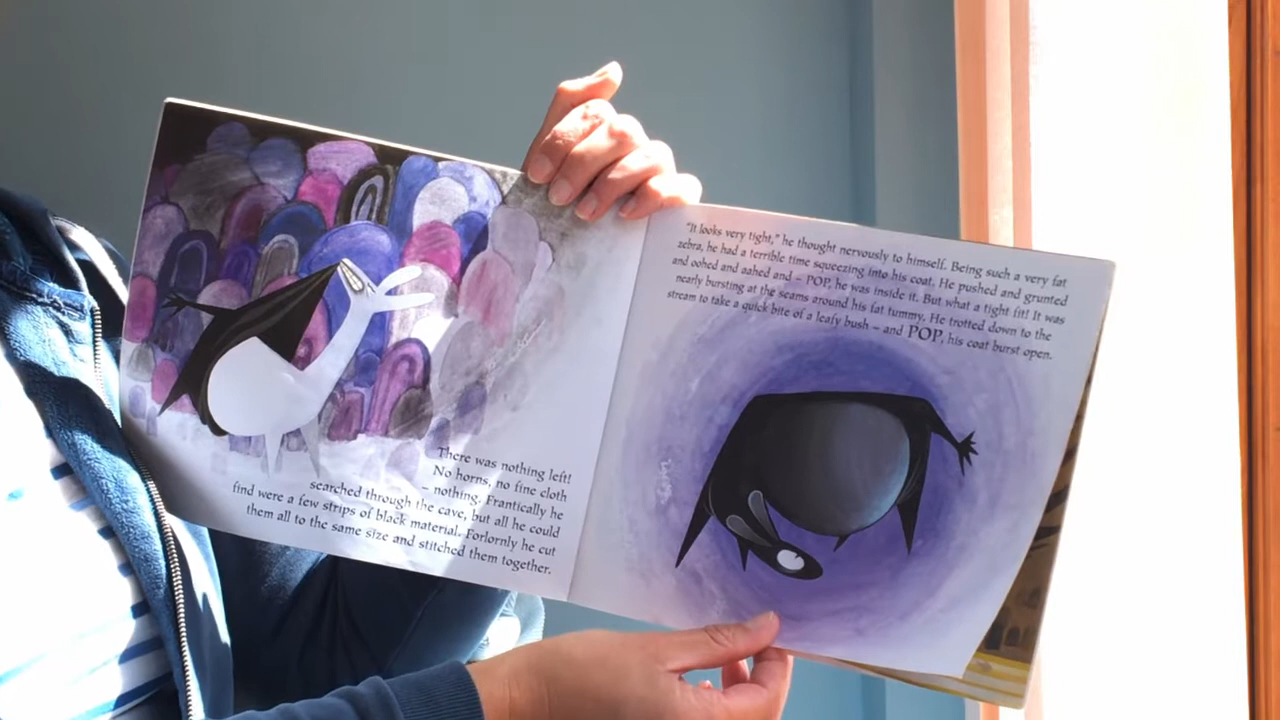 There was nothing left!
No horns, no fine cloth
– nothing. Frantically he
searched through the cave, but all he could
find were a few strips of black material. Forlornly he cut
them all to the same size and stitched them together.
"It looks very tight," he thought nervously to himself. Being such a very fat
zebra, he had a terrible time squeezing into his coat. He pushed and grunted
and oohed and aahed and – POP, he was inside it. But what a tight fit! It was
nearly bursting at the seams around his fat tummy. He trotted down to the
stream to take a quick bite of a leafy bush – and POP, his coat burst open.